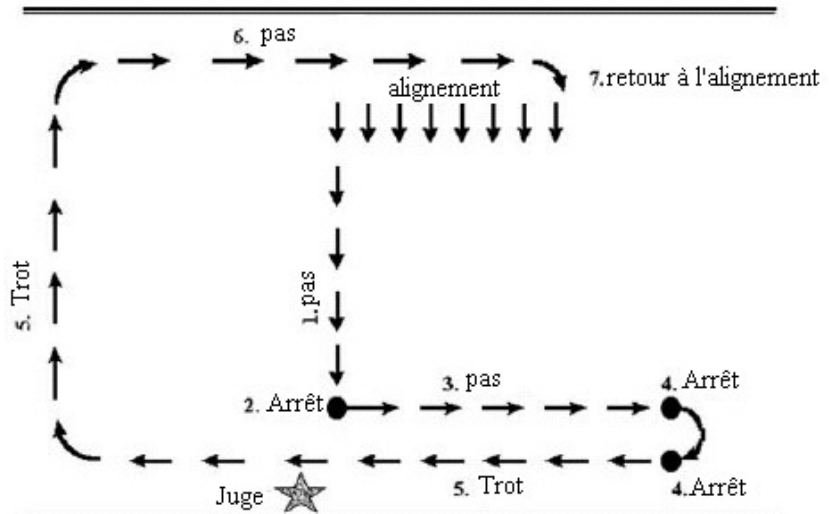 6. pas
alignement
7. retour à l'alignement
5. Trot
1. pas
2. Arrêt
3. pas
4. Arrêt
Juge
5. Trot
4. Arrêt